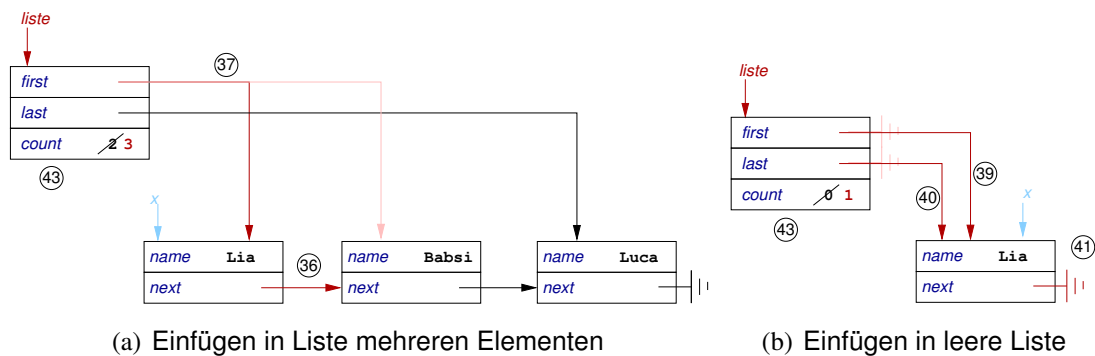 liste
37
first
last
count 2 3
43
x
name Lia
next
36
name Babsi
next
name Luca
next
(a) Einfügen in Liste mehreren Elementen
liste
first
last
count 0 1
43
39
40
x
41
name Lia
next
(b) Einfügen in leere Liste